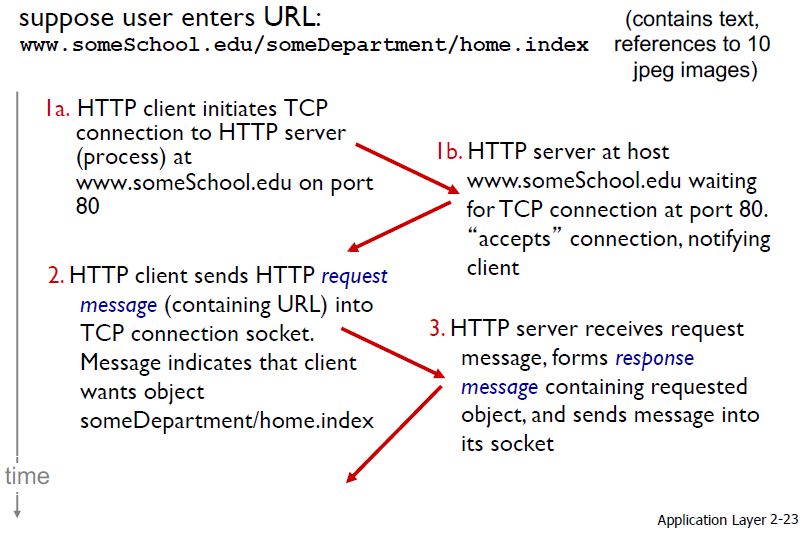 suppose user enters URL:
www.someSchool.edu/someDepartment/home.index
(contains text,
references to 10
jpeg images)
1a. HTTP client initiates TCP
connection to HTTP server
(process) at
www.someSchool.edu on port
80
1b. HTTP server at host
www.someSchool.edu waiting
for TCP connection at port 80.
“accepts” connection, notifying
client
2. HTTP client sends HTTP request
message (containing URL) into
TCP connection socket.
Message indicates that client
wants object
someDepartment/home.index
3. HTTP server receives request
message, forms response
message containing requested
object, and sends message into
its socket
time
Application Layer 2-23